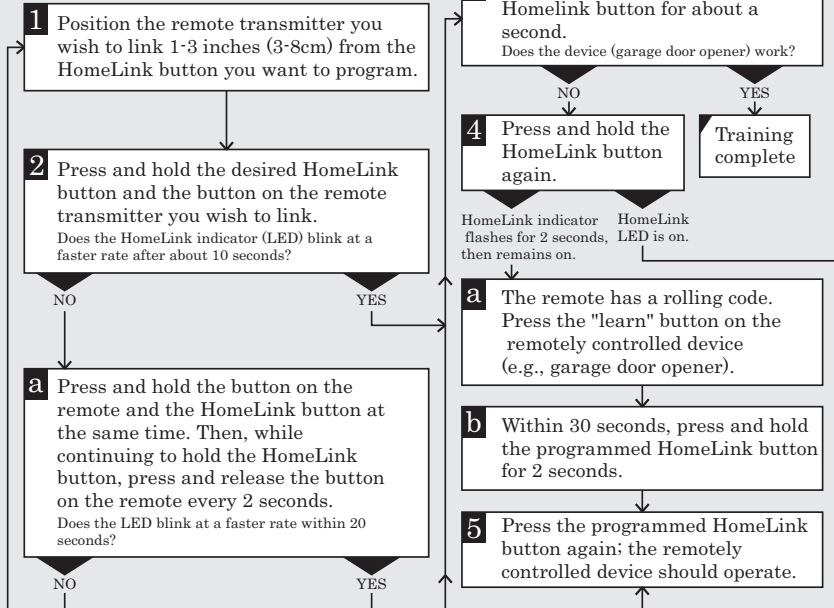 1
Position the remote transmitter you
wish to link 1-3 inches (3-8cm) from the
HomeLink button you want to program.
2
Press and hold the desired HomeLink
button and the button on the remote
transmitter you wish to link.
Does the HomeLink indicator (LED) blink at a
faster rate after about 10 seconds?
NO
YES
a
Press and hold the button on the
remote and the HomeLink button at
the same time. Then, while
continuing to hold the HomeLink
button, press and release the button
on the remote every 2 seconds.
Does the LED blink at a faster rate within 20
seconds?
NO
YES
Homelink button for about a
second.
Does the device (garage door opener) work?
NO
YES
4
Press and hold the
HomeLink button
again.
Training
complete
HomeLink indicator
flashes for 2 seconds,
then remains on.
HomeLink
LED is on.
a
The remote has a rolling code.
Press the "learn" button on the
remotely controlled device
(e.g., garage door opener).
b
Within 30 seconds, press and hold
the programmed HomeLink button
for 2 seconds.
5
Press the programmed HomeLink
button again; the remotely
controlled device should operate.